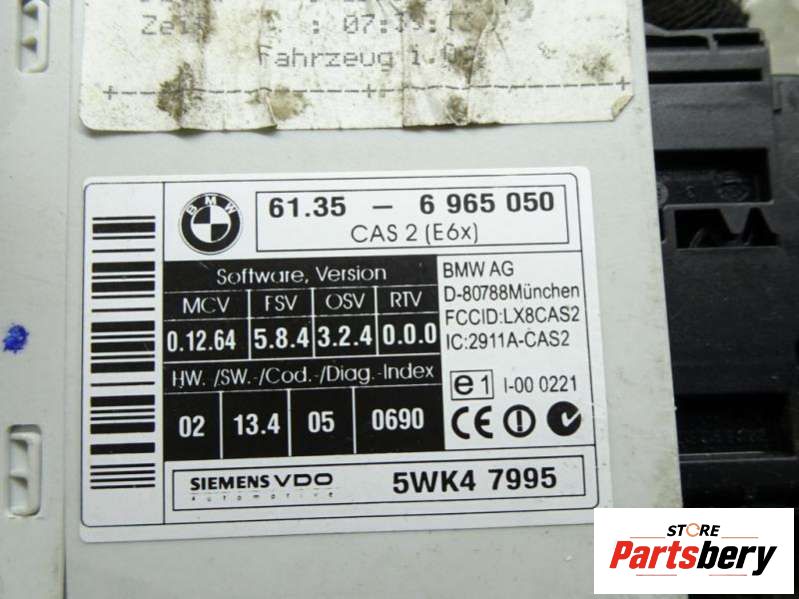 Zeit : 07:
Fahrzeug i.O.
BMW
61.35 - 6 965 050
CAS 2 (E6x)
Software, Version
MCV FSV OSV RTV
0.12.64 5.8.4 3.2.4 0.0.0
HW. /SW.-/Cod.-/Diag.-Index
02 13.4 05 0690
BMW AG
D-80788München
FCCID:LX8CAS2
IC:2911A-CAS2
e1 I-00 0221
CE
SIEMENS VDO
automotive
5WK4 7995
STORE
Partsbery